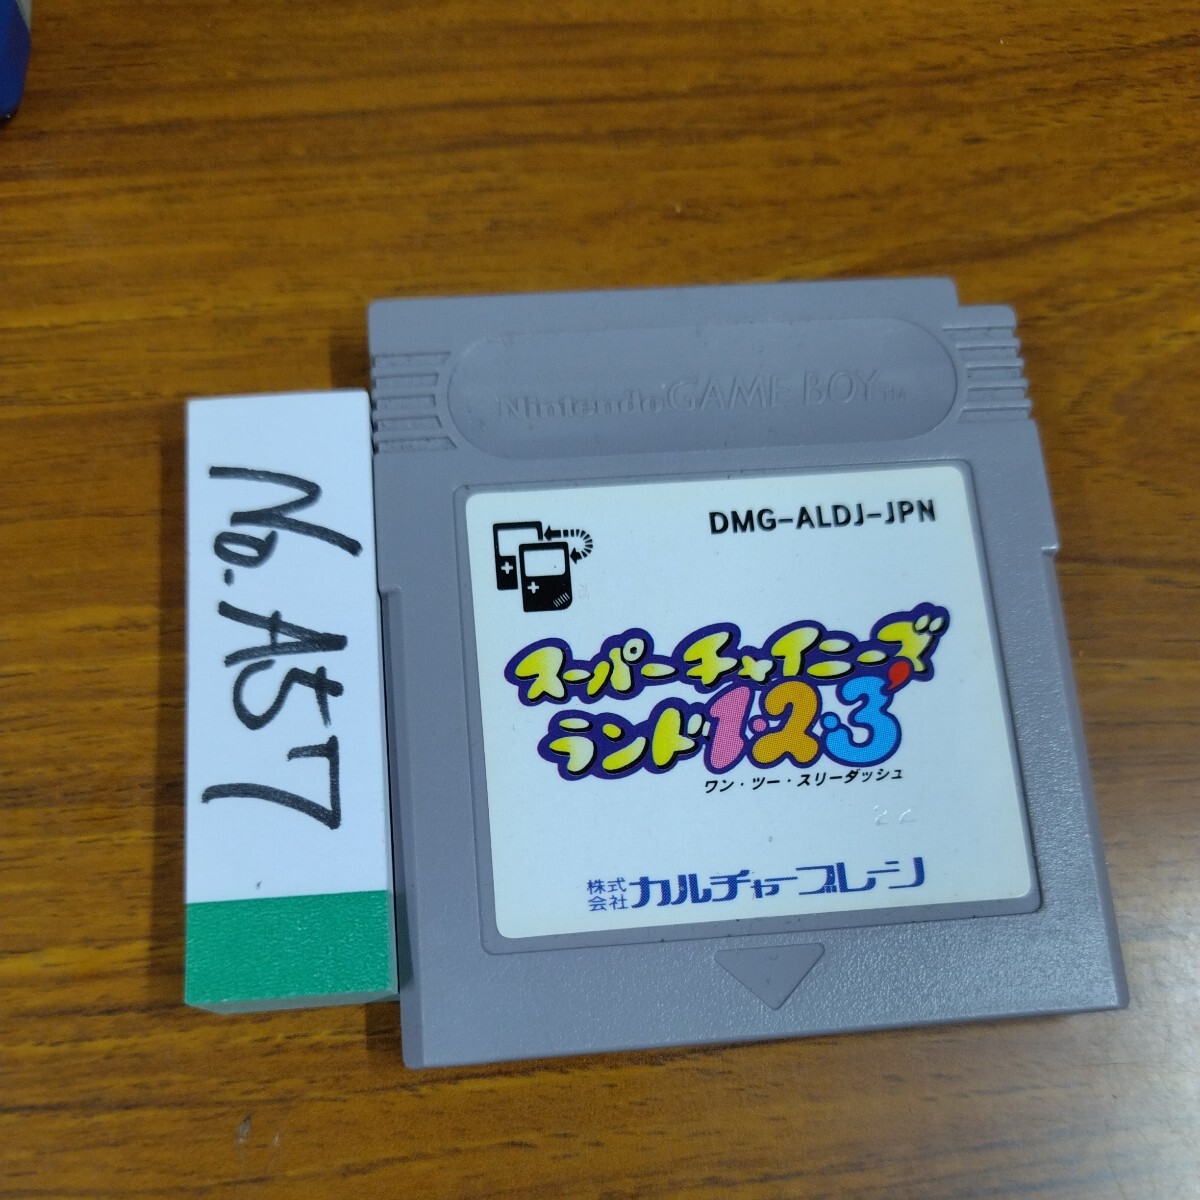 No. A57
Nintendo GAME BOY TM
DMG-ALDJ-JPN
スーパーチャイニーズ
ランド1・2・3'
ワン・ツー・スリーダッシュ
22
株式会社 カルチャーブレーン